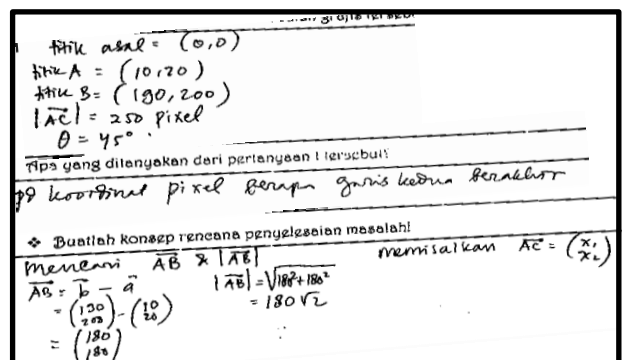 titik asal = (0,0)
titik A = (10,20)
titik B = (190,200)
|AC| = 250 pixel
θ = 45°
Apa yang ditanyakan dari pertanyaan tersebut?
koordinat pixel berapa garis kedua berakhir
❖ Buatlah konsep rencana penyelesaian masalah!
mencari AB & |AB|
memisalkan AC = (x₁ x₂)
AB = b - a
|AB| = √180²+180²
= (190 200) - (10 20)
= 180√2
= (180 180)